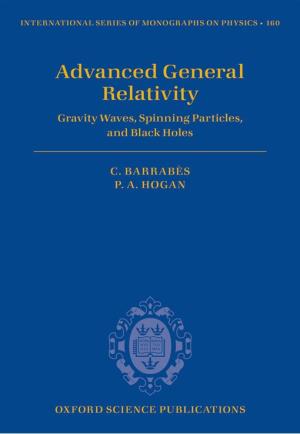 INTERNATIONAL SERIES OF MONOGRAPHS ON PHYSICS • 160
Advanced General
Relativity
Gravity Waves, Spinning Particles,
and Black Holes
C. BARRABÈS
P. A. HOGAN
OXFORD SCIENCE PUBLICATIONS